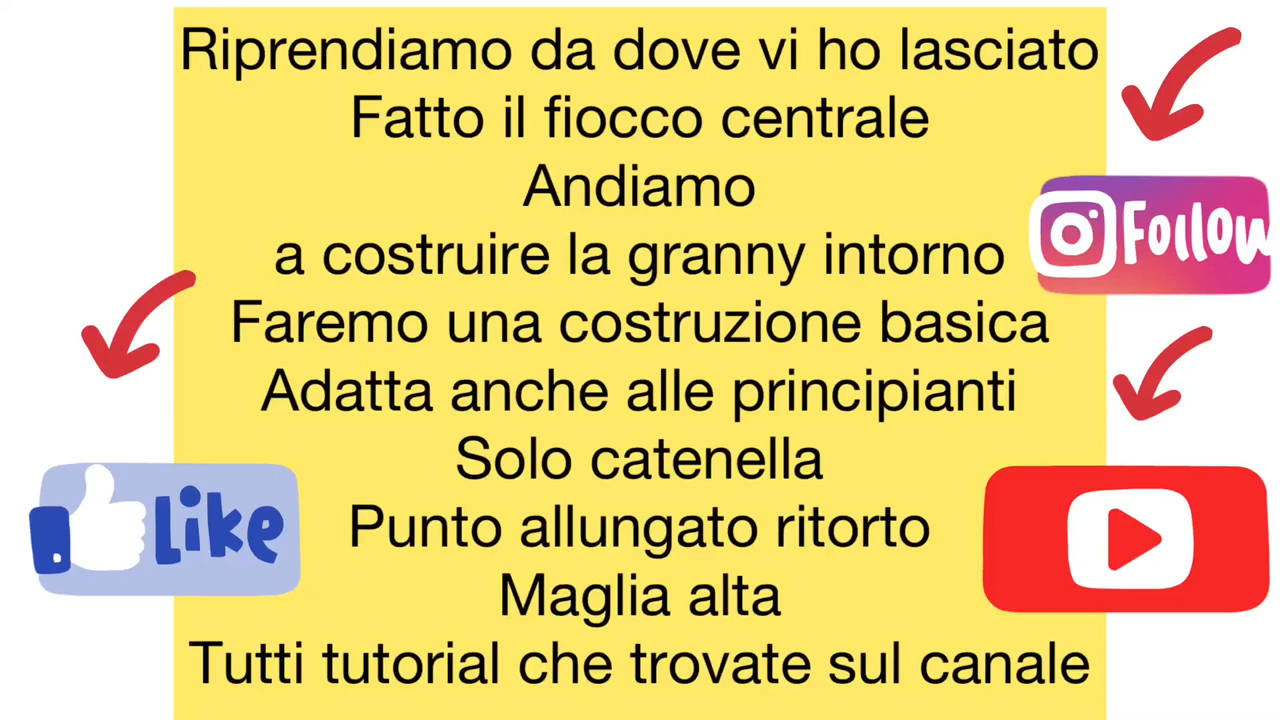 Riprendiamo da dove vi ho lasciato
Fatto il fiocco centrale
Andiamo
a costruire la granny intorno
Faremo una costruzione basica
Adatta anche alle principianti
Solo catenella
Punto allungato ritorto
Maglia alta
Tutti tutorial che trovate sul canale
Follow
Like